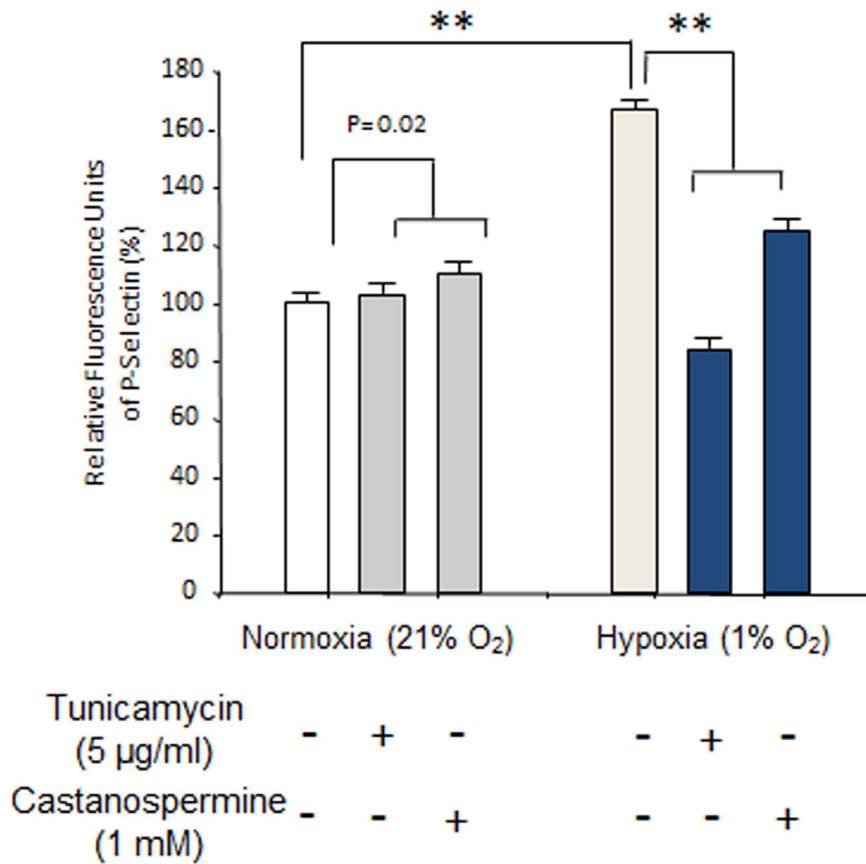 ** **
180
160
140
120
100
80
60
40
20
0
Relative Fluorescence Units
of P-Selectin (%)
P=0.02
Normoxia (21% O₂) Hypoxia (1% O₂)
Tunicamycin
(5 µg/ml) - + - - + -
Castanospermine
(1 mM) - - + - - +